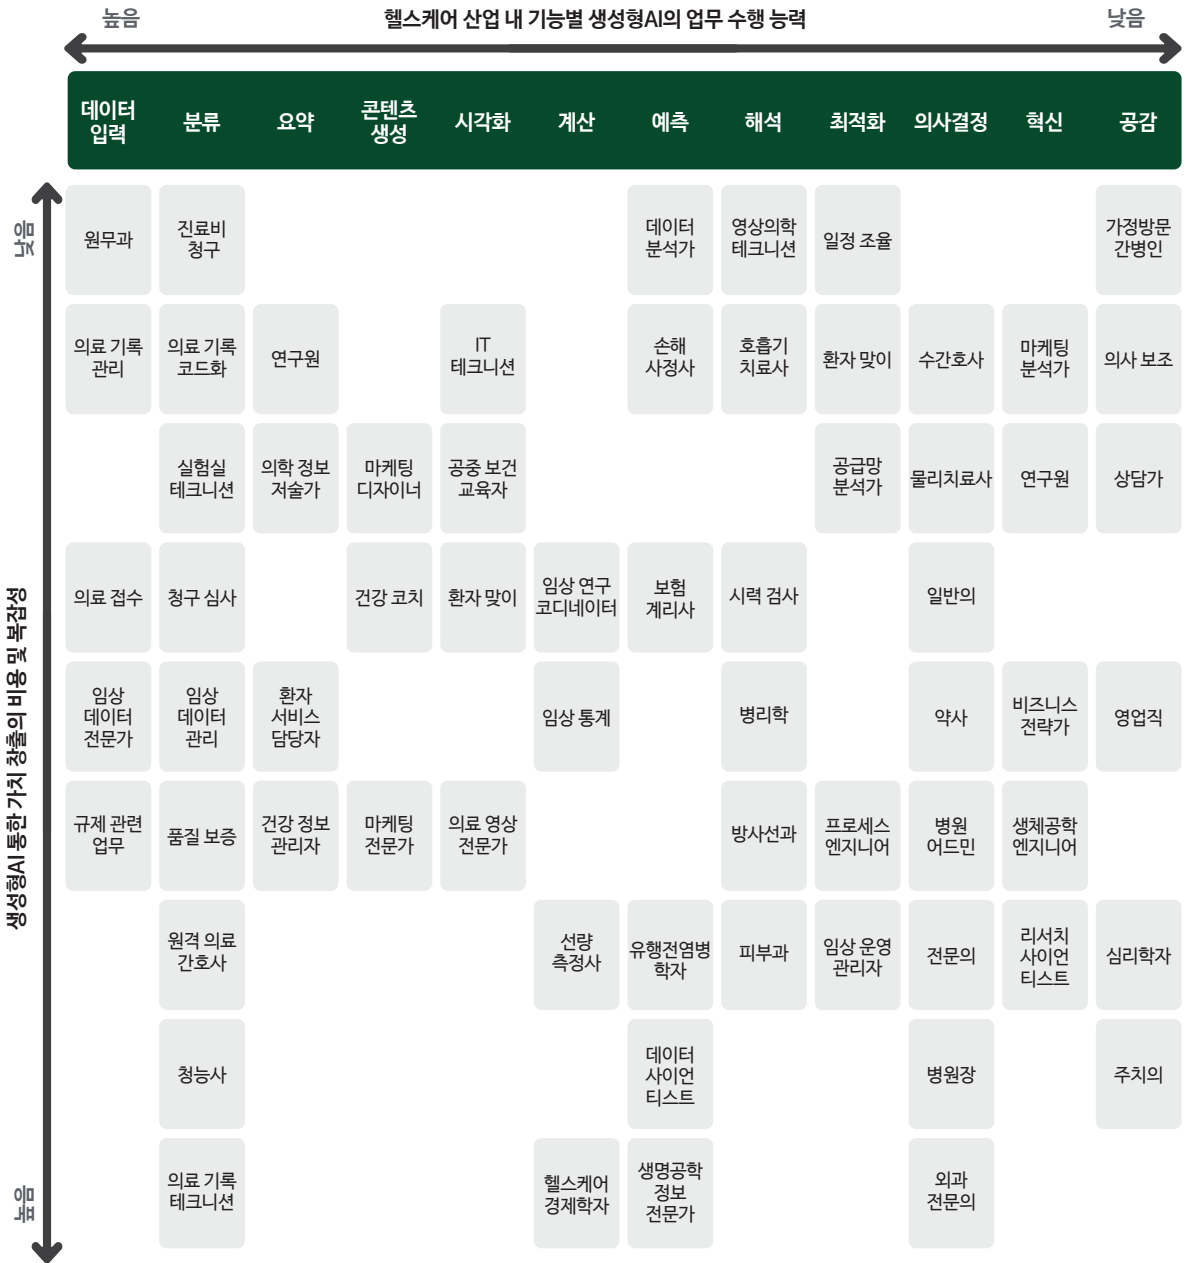 높음
헬스케어 산업 내 기능별 생성형AI의 업무 수행 능력
낮음
데이터
입력
분류
요약
콘텐츠
생성
시각화
계산
예측
해석
최적화
의사결정
혁신
공감
낮음
생성형AI 통한 가치 창출의 비용 및 복잡성
높음
원무과
진료비
청구
데이터
분석가
영상의학
테크니션
일정 조율
가정방문
간병인
의료 기록
관리
의료 기록
코드화
연구원
IT
테크니션
손해
사정사
호흡기
치료사
환자 맞이
수간호사
마케팅
분석가
의사 보조
실험실
테크니션
의학 정보
저술가
마케팅
디자이너
공중 보건
교육자
공급망
분석가
물리치료사
연구원
상담가
의료 접수
청구 심사
건강 코치
환자 맞이
임상 연구
코디네이터
보험
계리사
시력 검사
일반의
임상
데이터
전문가
임상
데이터
관리
환자
서비스
담당자
임상 통계
병리학
약사
비즈니스
전략가
영업직
규제 관련
업무
품질 보증
건강 정보
관리자
마케팅
전문가
의료 영상
전문가
방사선과
프로세스
엔지니어
병원
어드민
생체공학
엔지니어
원격 의료
간호사
선량
측정사
유행전염병
학자
피부과
임상 운영
관리자
전문의
리서치
사이언
티스트
심리학자
청능사
데이터
사이언
티스트
병원장
주치의
의료 기록
테크니션
헬스케어
경제학자
생명공학
정보
전문가
외과
전문의